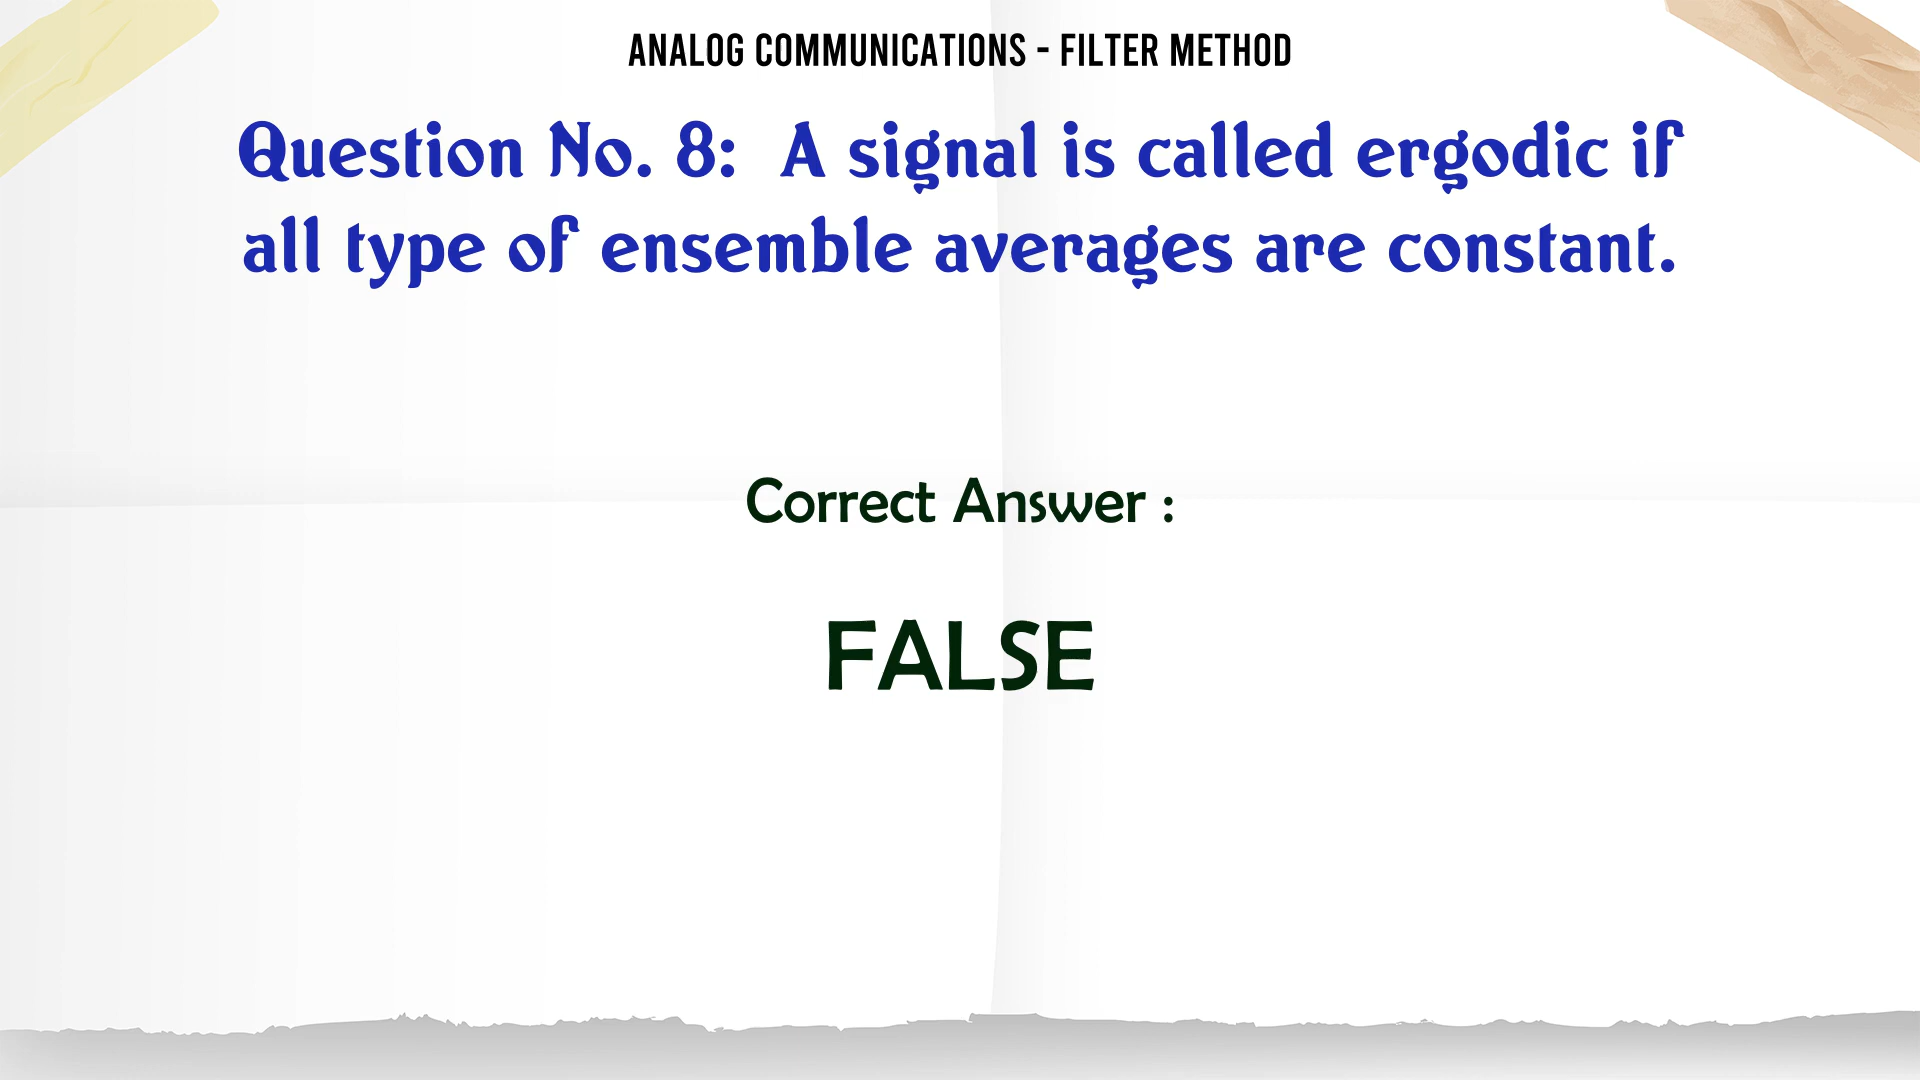 ANALOG COMMUNICATIONS - FILTER METHOD
Question No. 8: A signal is called ergodic if
all type of ensemble averages are constant.
Correct Answer :
FALSE